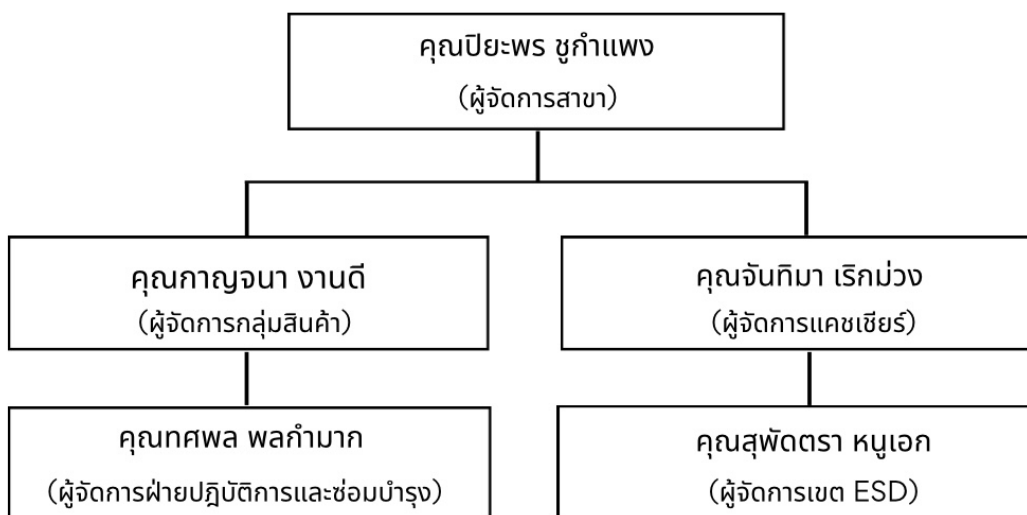 คุณปิยะพร ชูกำแพง
(ผู้จัดการสาขา)
คุณกาญจนา งานดี
(ผู้จัดการกลุ่มสินค้า)
คุณจันทิมา เริกม่วง
(ผู้จัดการแคชเชียร์)
คุณทศพล พลกำมาก
(ผู้จัดการฝ่ายปฎิบัติการและซ่อมบำรุง)
คุณสุพัดตรา หนูเอก
(ผู้จัดการเขต ESD)